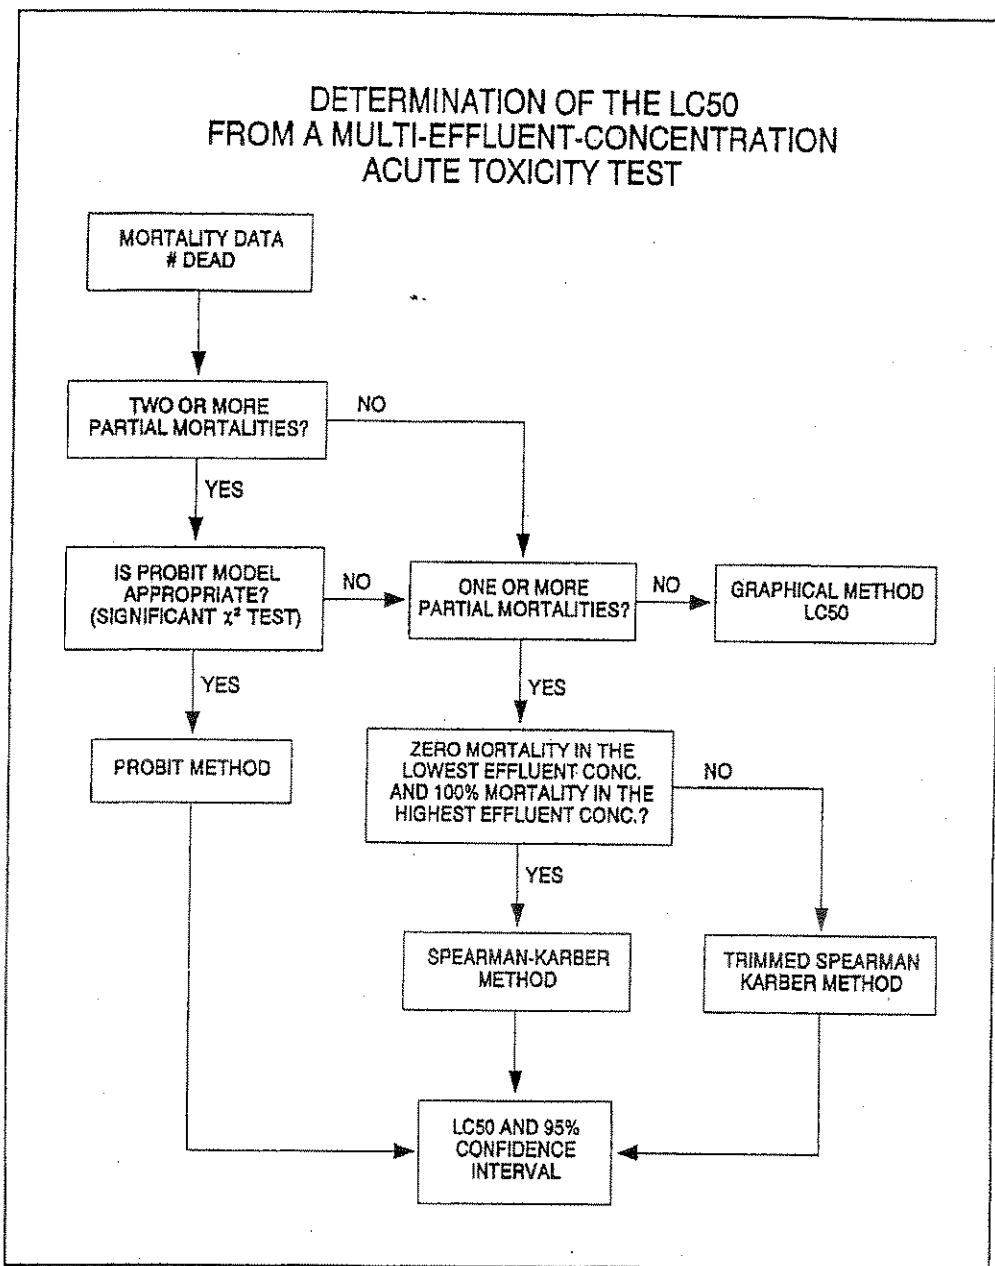 DETERMINATION OF THE LC50
FROM A MULTI-EFFLUENT-CONCENTRATION
ACUTE TOXICITY TEST
MORTALITY DATA
# DEAD
TWO OR MORE
PARTIAL MORTALITIES?
NO
YES
IS PROBIT MODEL
APPROPRIATE?
(SIGNIFICANT χ² TEST)
NO
ONE OR MORE
PARTIAL MORTALITIES?
NO
GRAPHICAL METHOD
LC50
YES
YES
PROBIT METHOD
ZERO MORTALITY IN THE
LOWEST EFFLUENT CONC.
AND 100% MORTALITY IN THE
HIGHEST EFFLUENT CONC.?
NO
YES
SPEARMAN-KARBER
METHOD
TRIMMED SPEARMAN
KARBER METHOD
LC50 AND 95%
CONFIDENCE
INTERVAL